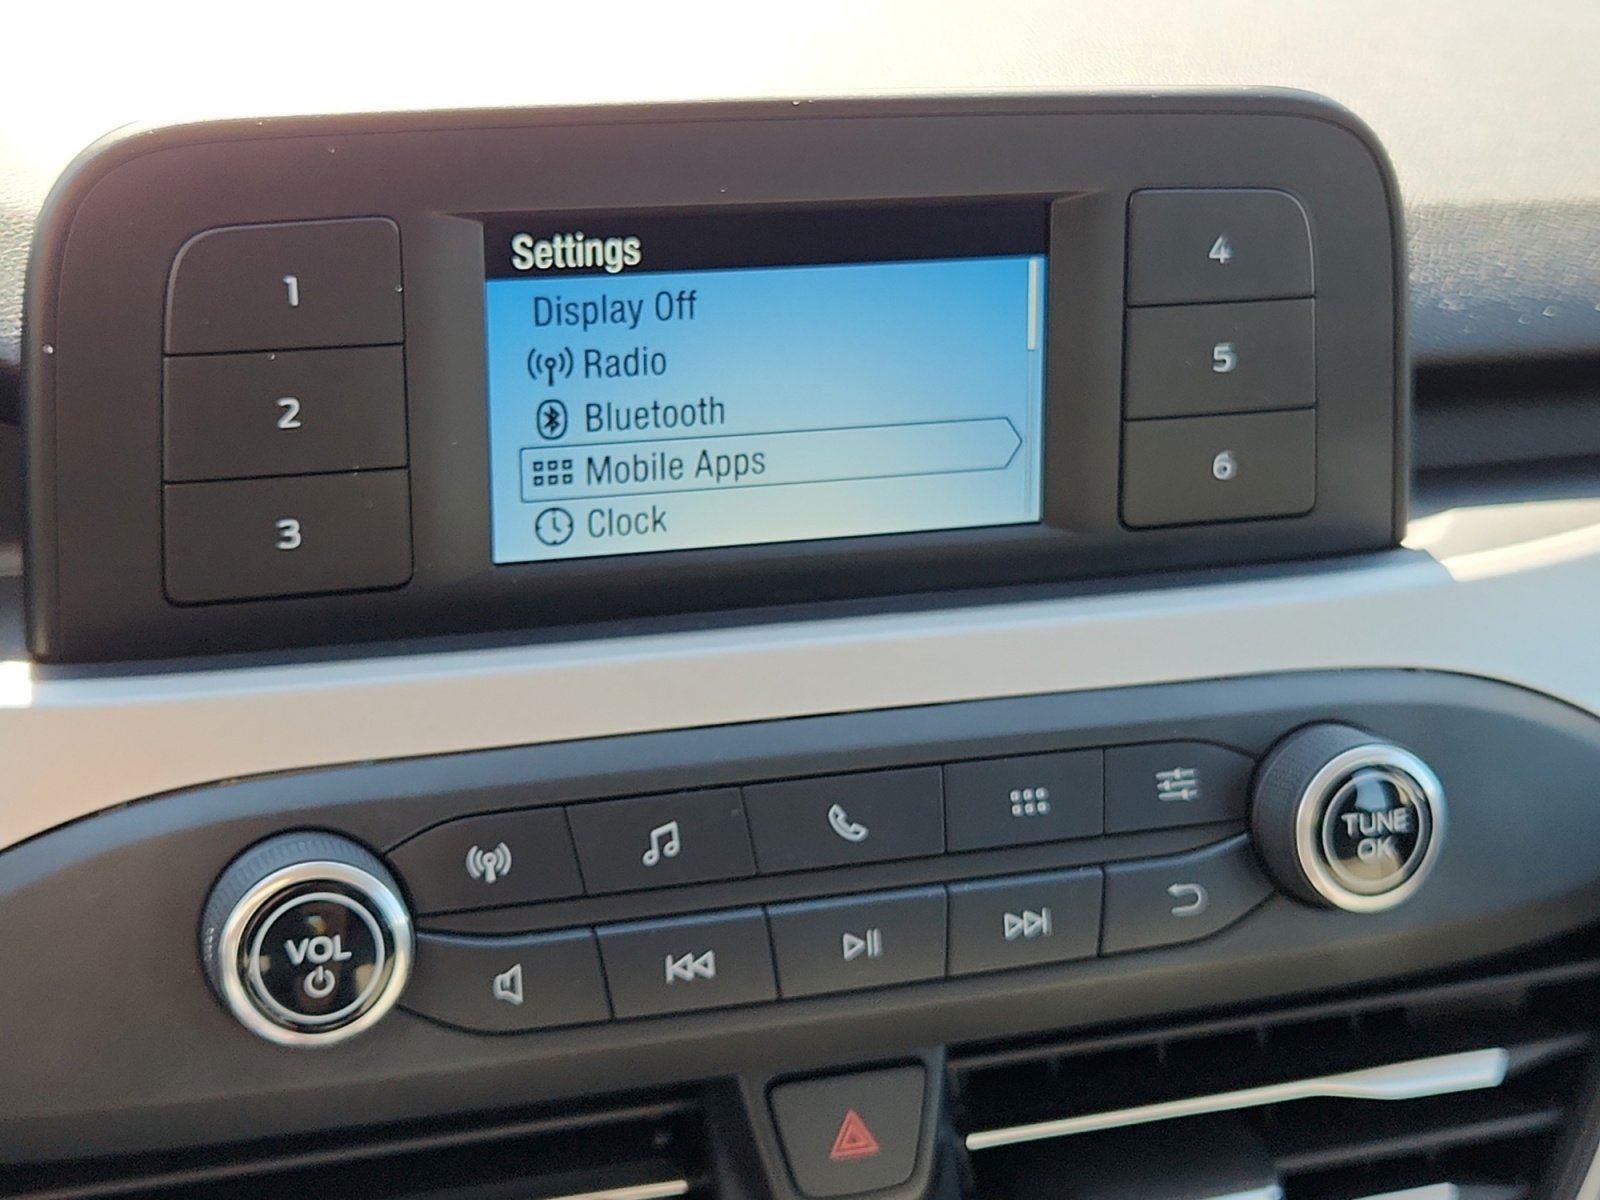 Settings
Display Off
Radio
Bluetooth
Mobile Apps
Clock
1
2
3
4
5
6
VOL
TUNE
OK